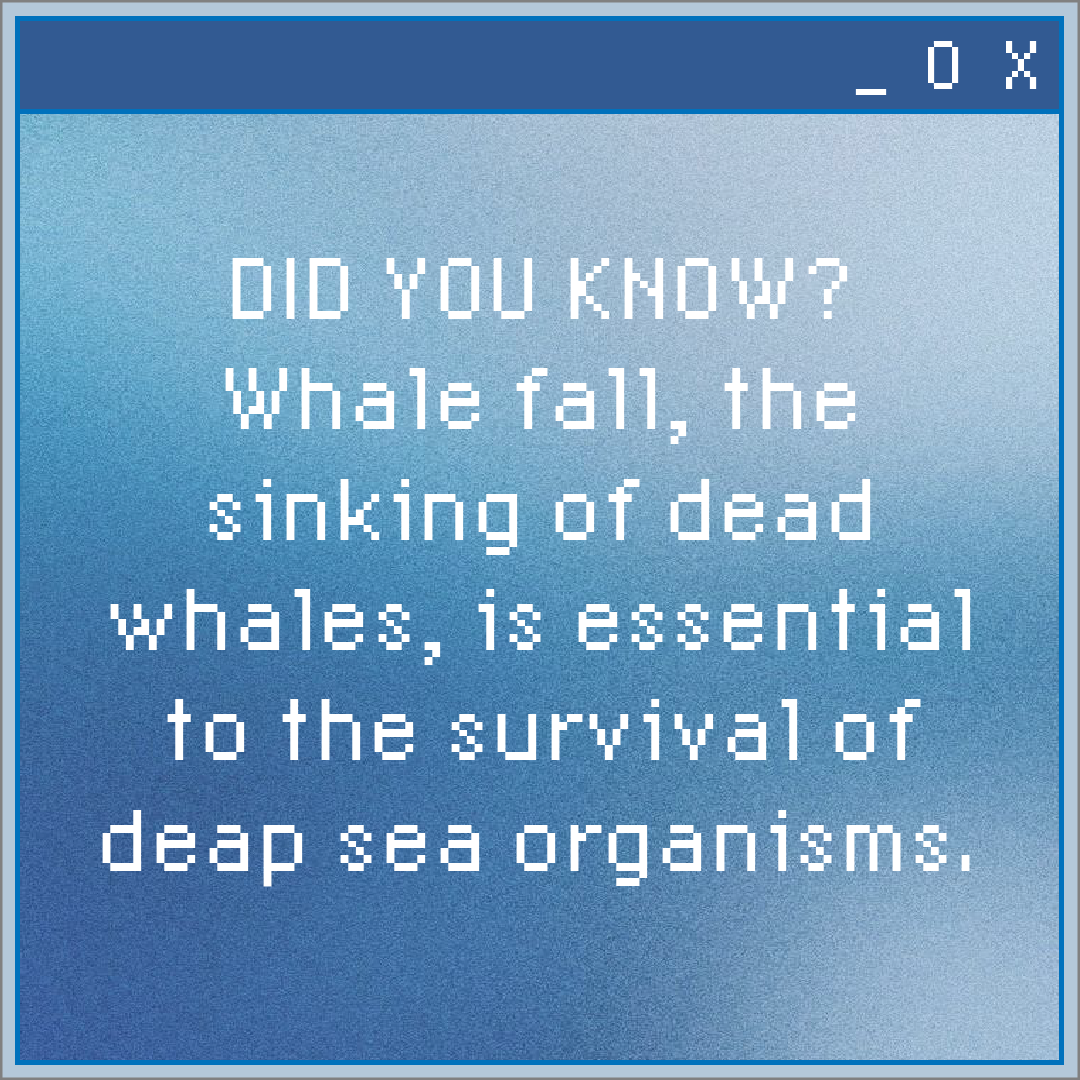 _ O X
DID YOU KNOW?
Whale fall, the
sinking of dead
whales, is essential
to the survival of
deap sea organisms.